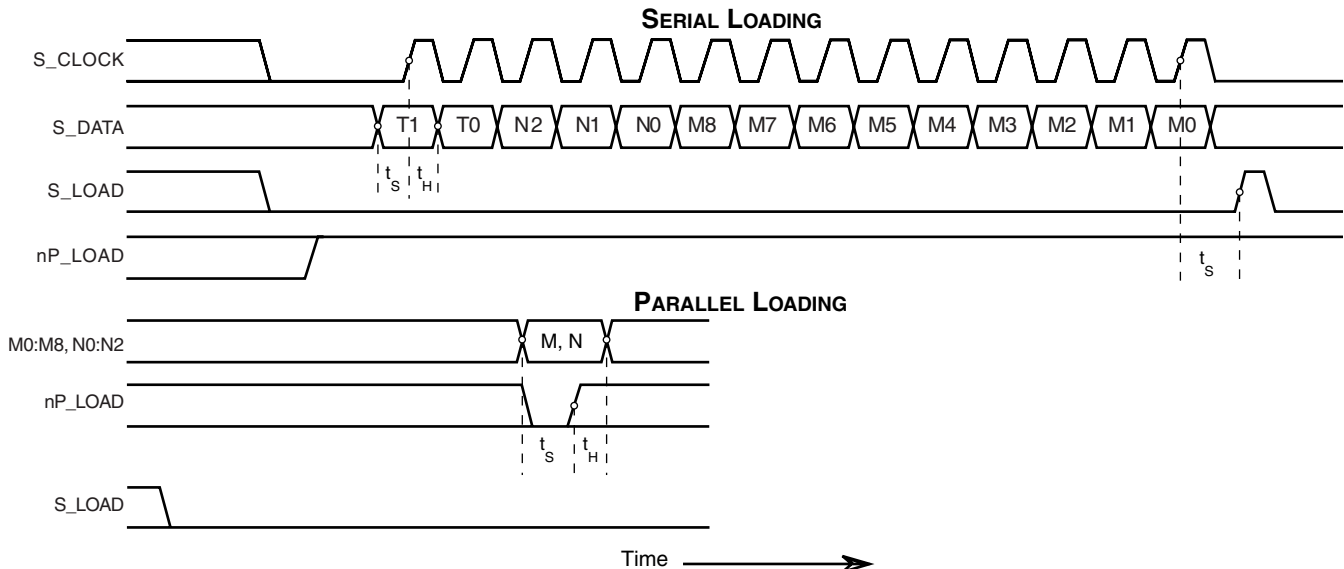 SERIAL LOADING
S_CLOCK
S_DATA T1 T0 N2 N1 N0 M8 M7 M6 M5 M4 M3 M2 M1 M0
tS tH
S_LOAD
nP_LOAD
tS
PARALLEL LOADING
M0:M8, N0:N2 M, N
nP_LOAD
tS tH
S_LOAD
Time